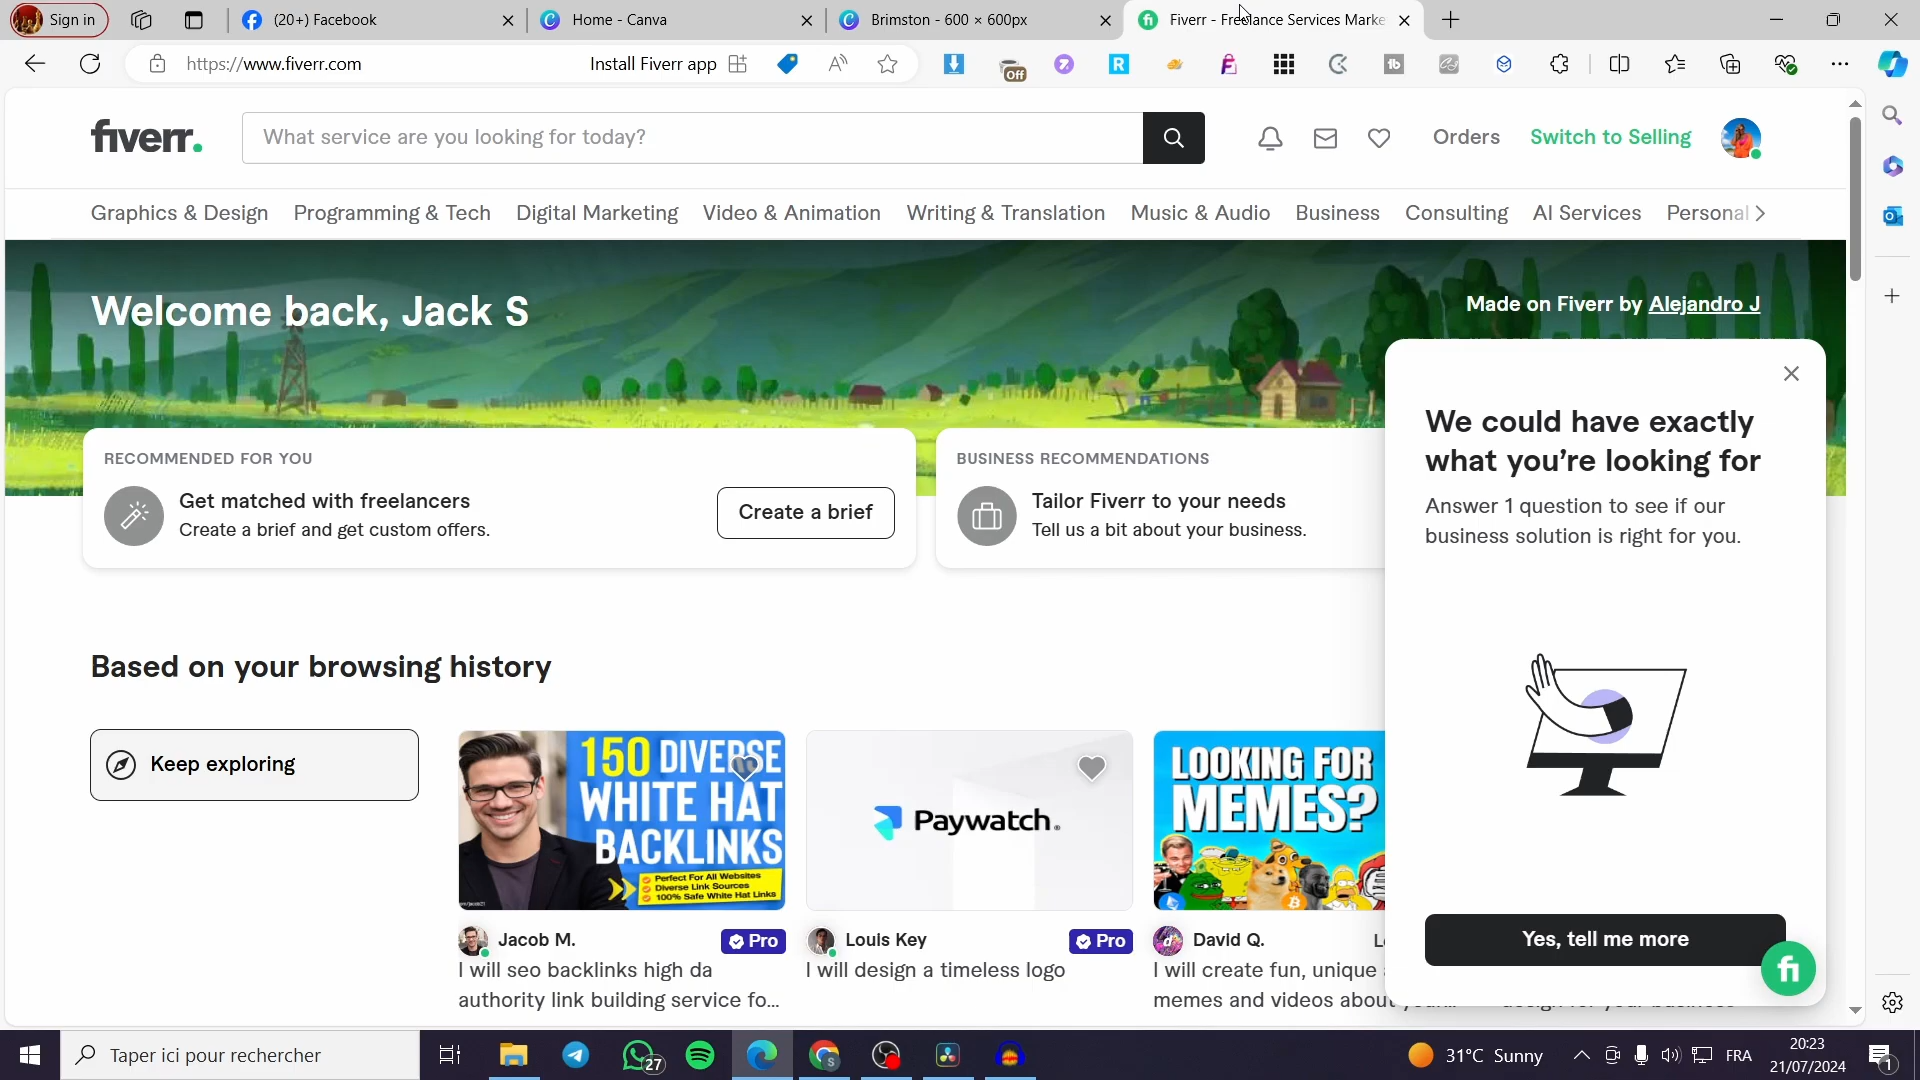 Sign in
(20+) Facebook
Home - Canva
Brimston - 600 × 600px
Fiverr - Freelance Services Marke
https://www.fiverr.com
Install Fiverr app
Off
fiverr.
What service are you looking for today?
Orders
Switch to Selling
Graphics & Design
Programming & Tech
Digital Marketing
Video & Animation
Writing & Translation
Music & Audio
Business
Consulting
AI Services
Personal
Welcome back, Jack S
Made on Fiverr by Alejandro J
RECOMMENDED FOR YOU
Get matched with freelancers
Create a brief and get custom offers.
Create a brief
BUSINESS RECOMMENDATIONS
Tailor Fiverr to your needs
Tell us a bit about your business.
We could have exactly
what you're looking for
Answer 1 question to see if our
business solution is right for you.
Yes, tell me more
fi
Based on your browsing history
Keep exploring
150 DIVERSE
WHITE HAT
BACKLINKS
Perfect For All Websites
Diverse Link Sources
100% Safe White Hat Links
Paywatch
LOOKING FOR
MEMES?
Jacob M.
Pro
I will seo backlinks high da
authority link building service fo...
Louis Key
Pro
I will design a timeless logo
David Q.
I will create fun, unique
memes and videos about
Taper ici pour rechercher
27
31°C Sunny
FRA
20:23
21/07/2024
1